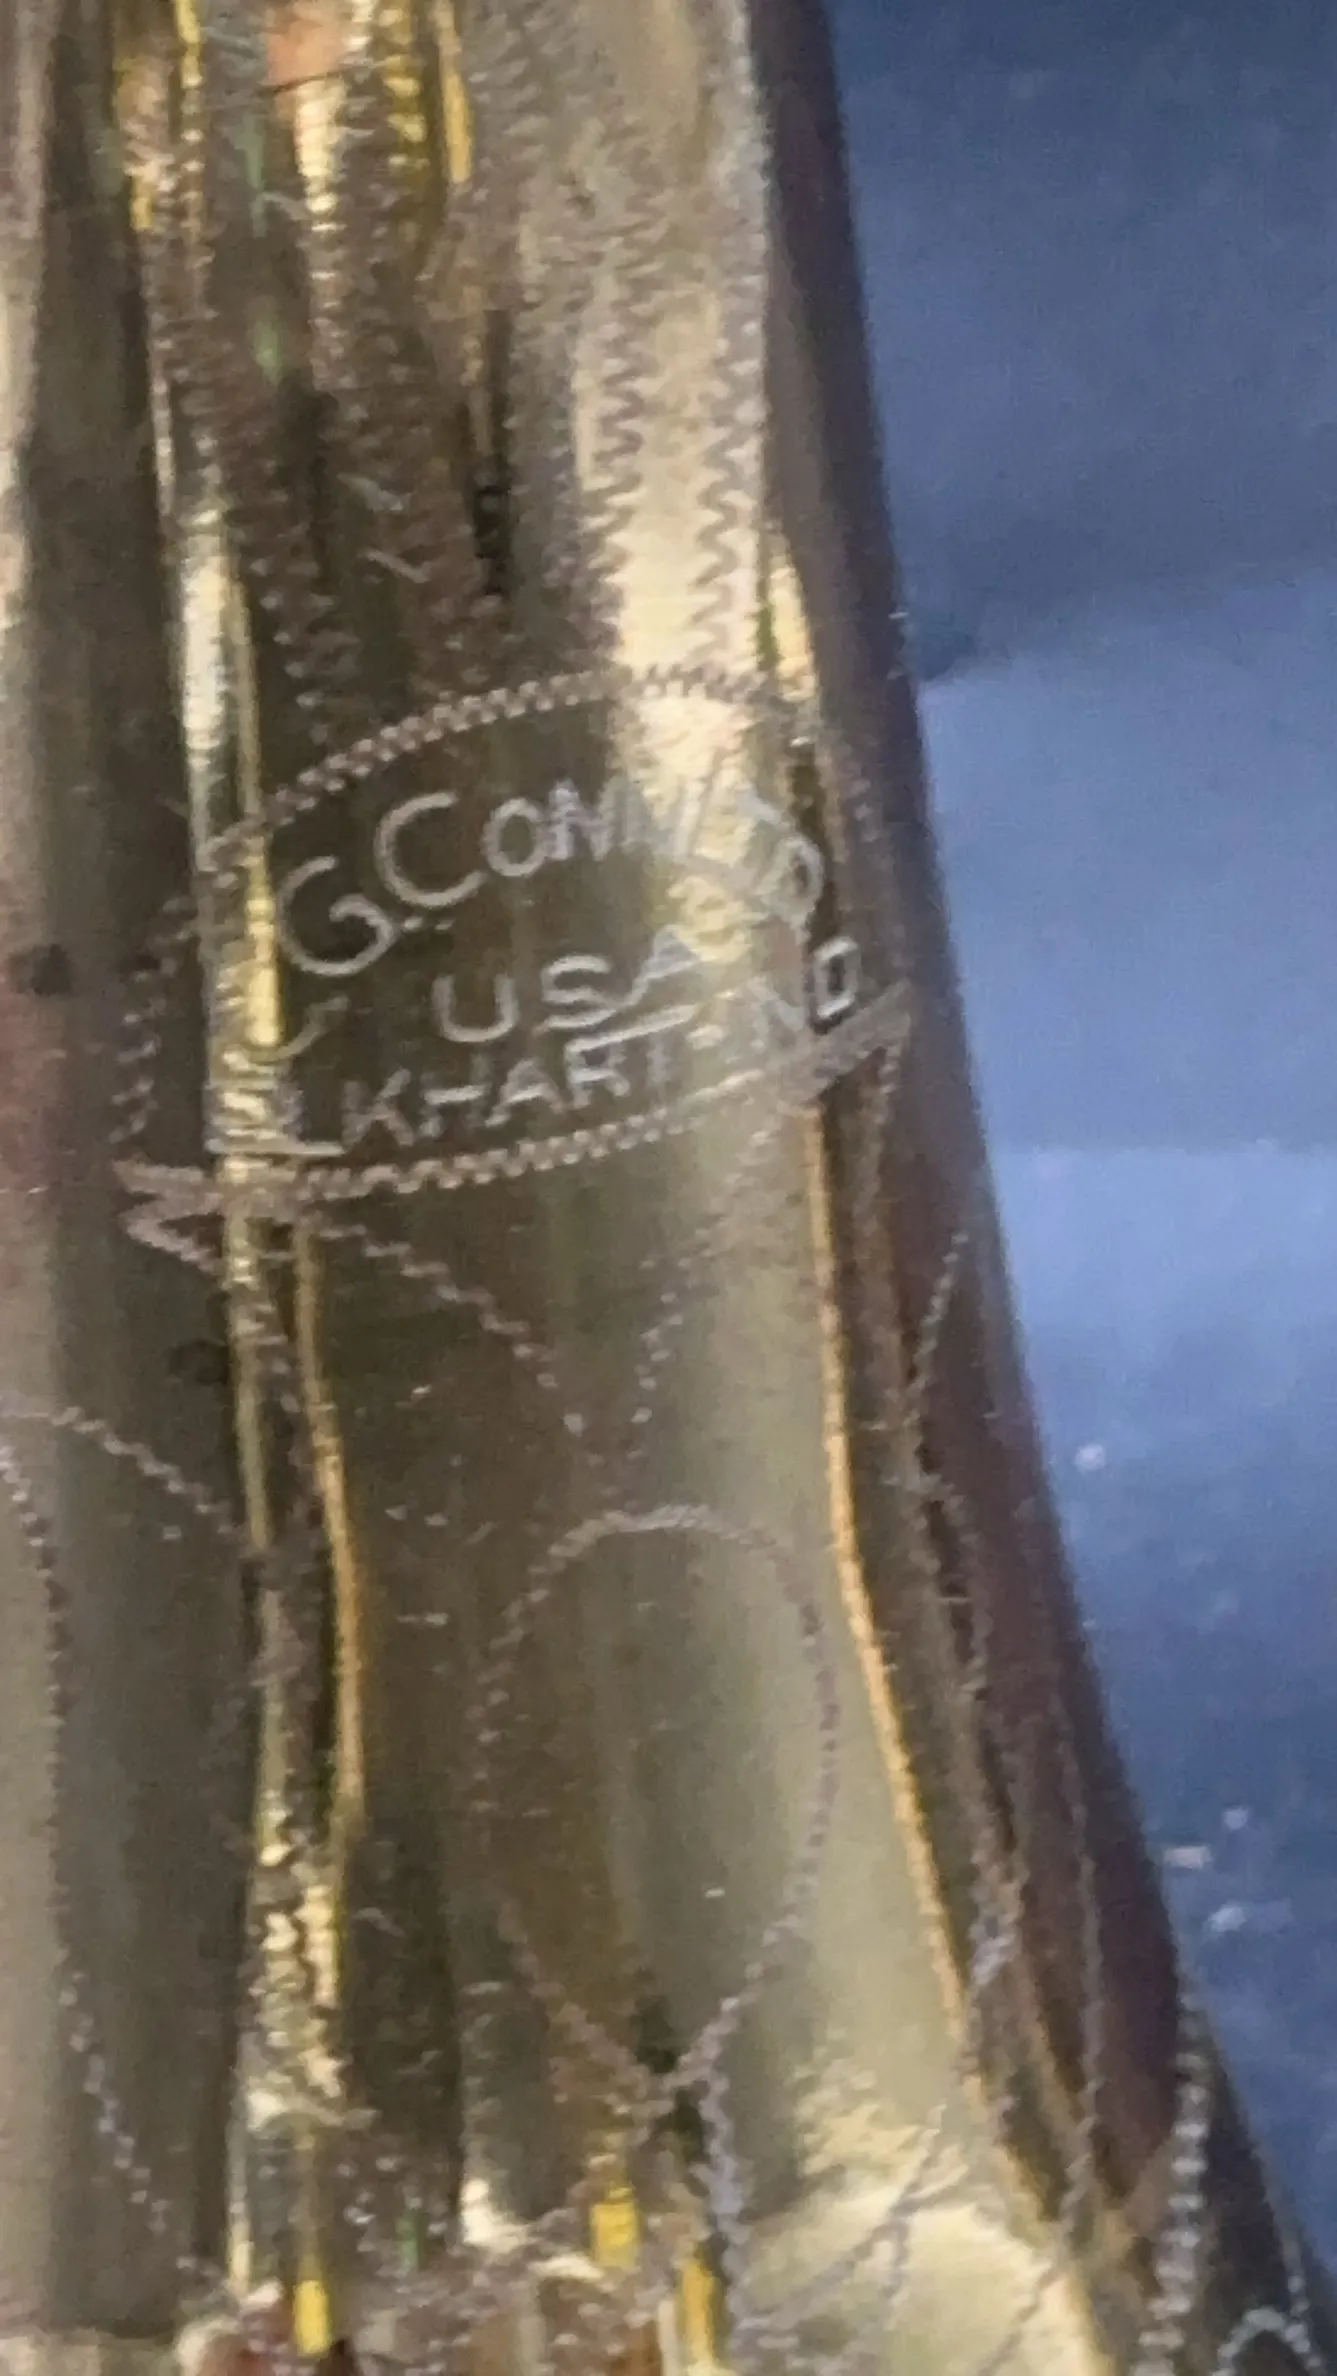 G. CONN LTD
USA
ELKHART IND.